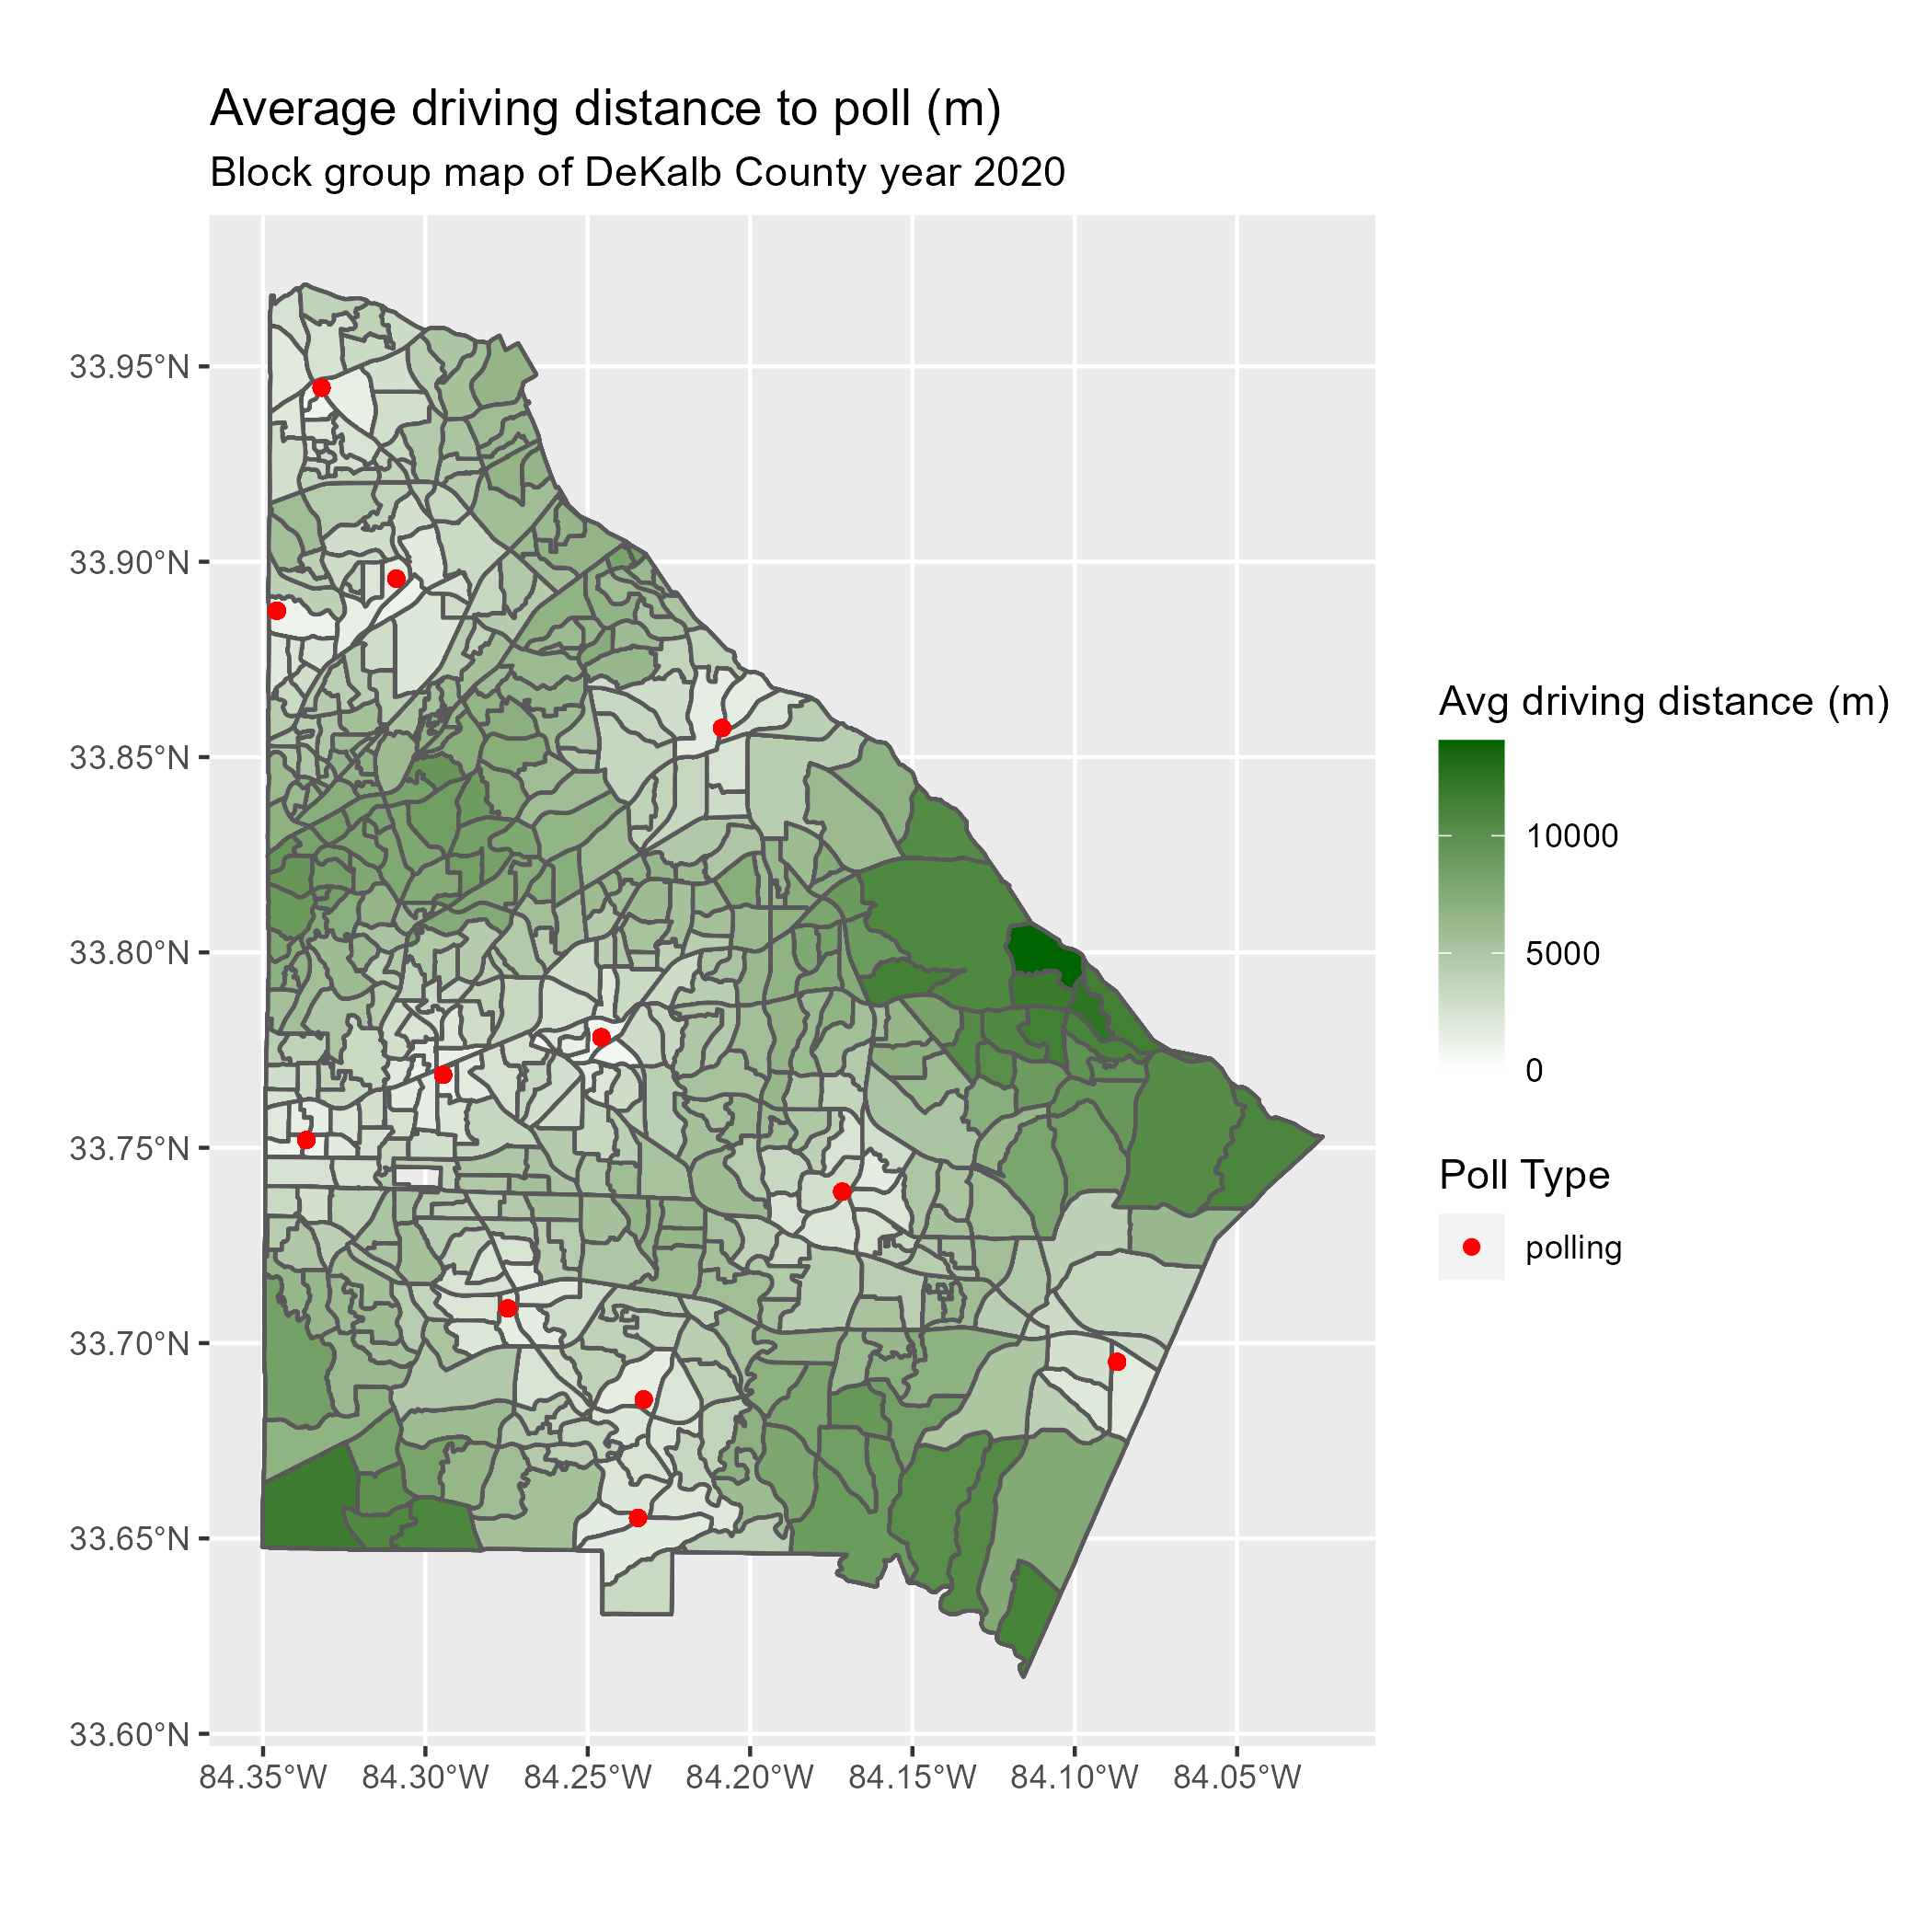 Average driving distance to poll (m)
Block group map of DeKalb County year 2020
33.95°N
33.90°N
33.85°N
33.80°N
33.75°N
33.70°N
33.65°N
33.60°N
84.35°W 84.30°W 84.25°W 84.20°W 84.15°W 84.10°W 84.05°W
Avg driving distance (m)
10000
5000
0
Poll Type
polling